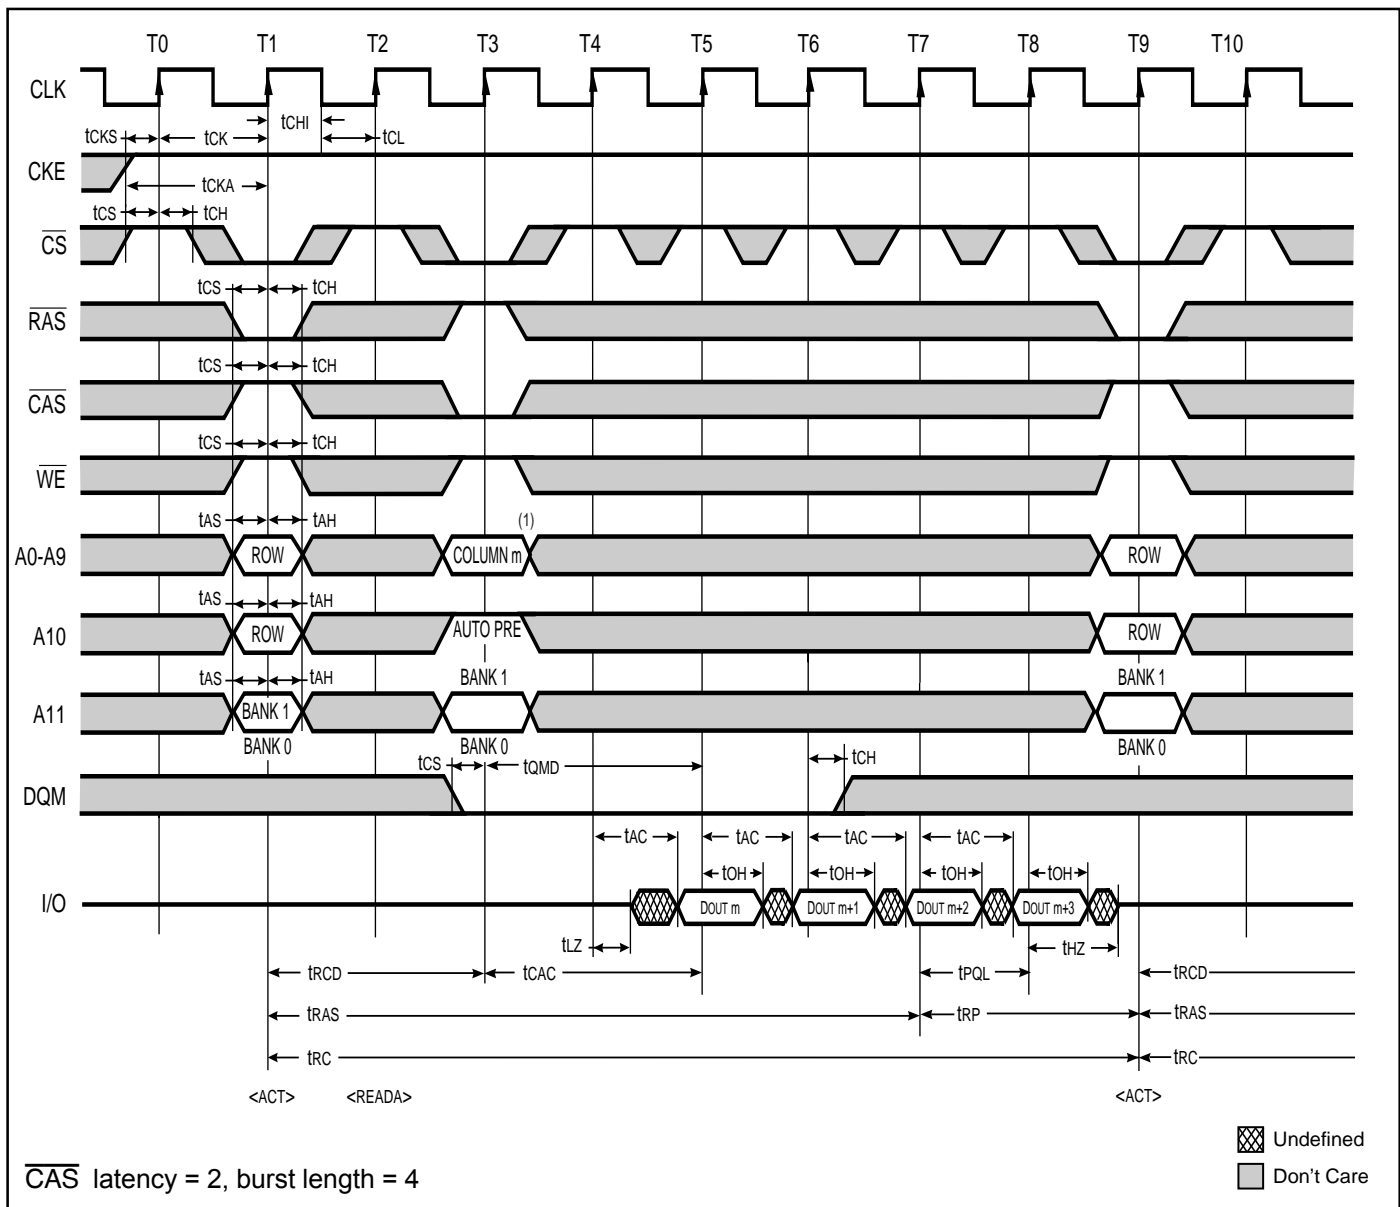 T0 T1 T2 T3 T4 T5 T6 T7 T8 T9 T10
CLK
tCHI
tCKS tCK tCL
CKE
tCKA
tCS tCH
CS
tCS tCH
RAS
tCS tCH
CAS
tCS tCH
WE
tAS tAH (1)
A0-A9 ROW COLUMN m ROW
tAS tAH
A10 ROW AUTO PRE ROW
tAS tAH BANK 1 BANK 1
A11 BANK 1
BANK 0 BANK 0 BANK 0
tCS tQMD tCH
DQM
tAC tAC tAC tAC
tOH tOH tOH tOH
I/O DOUT m DOUT m+1 DOUT m+2 DOUT m+3
tLZ tHZ
tRCD tCAC tPQL tRCD
tRAS tRP tRAS
tRC tRC
<ACT> <READA> <ACT>
Undefined
Don't Care
CAS latency = 2, burst length = 4